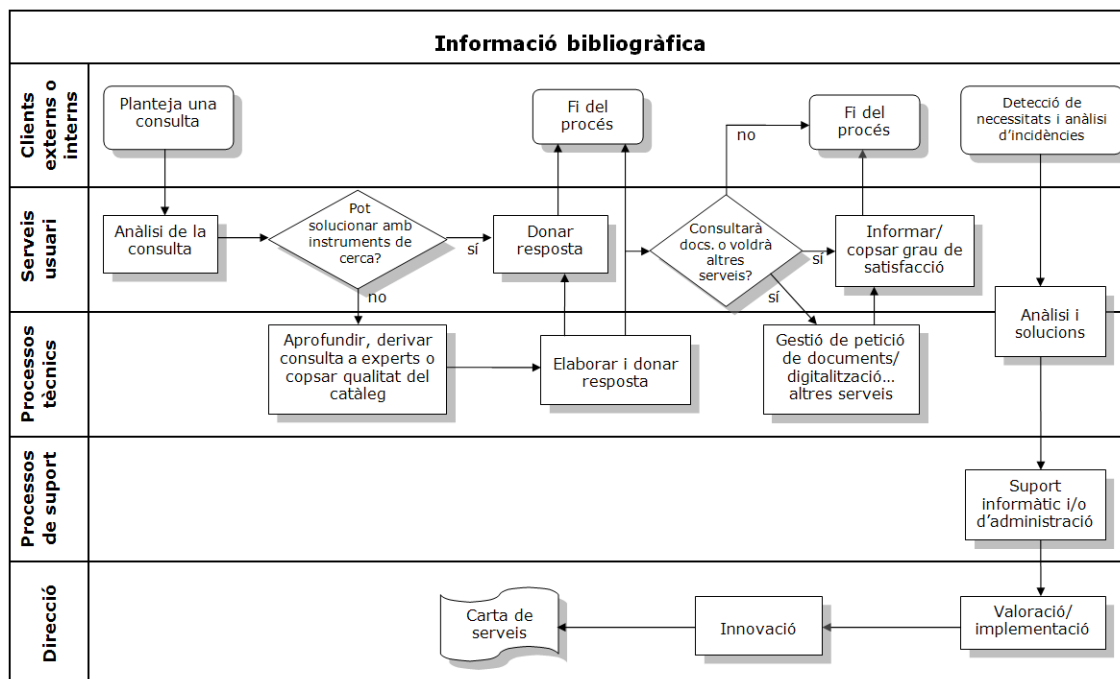 Informació bibliogràfica
Clients
externs o
interns
Planteja una
consulta
Fi del
procés
no
Fi del
procés
Detecció de
necessitats i anàlisi
d'incidències
Serveis
usuari
Anàlisi de la
consulta
Pot
solucionar amb
instruments de
cerca?
sí
no
Donar
resposta
Consultarà
docs. o voldrà
altres
serveis?
sí
sí
Informar/
copsar grau de
satisfacció
Processos
tècnics
Aprofundir, derivar
consulta a experts o
copsar qualitat del
catàleg
Elaborar i donar
resposta
Gestió de petició
de documents/
digitalització...
altres serveis
Anàlisi i
solucions
Processos
de suport
Suport
informàtic i/o
d'administració
Direcció
Carta de
serveis
Innovació
Valoració/
implementació